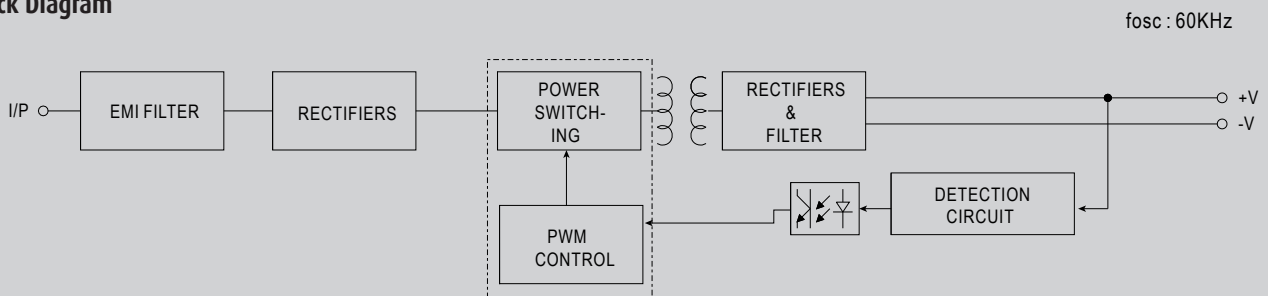 ck Diagram
fosc : 60KHz
I/P
EMI FILTER
RECTIFIERS
POWER
SWITCH-
ING
RECTIFIERS
&
FILTER
+V
-V
DETECTION
CIRCUIT
PWM
CONTROL